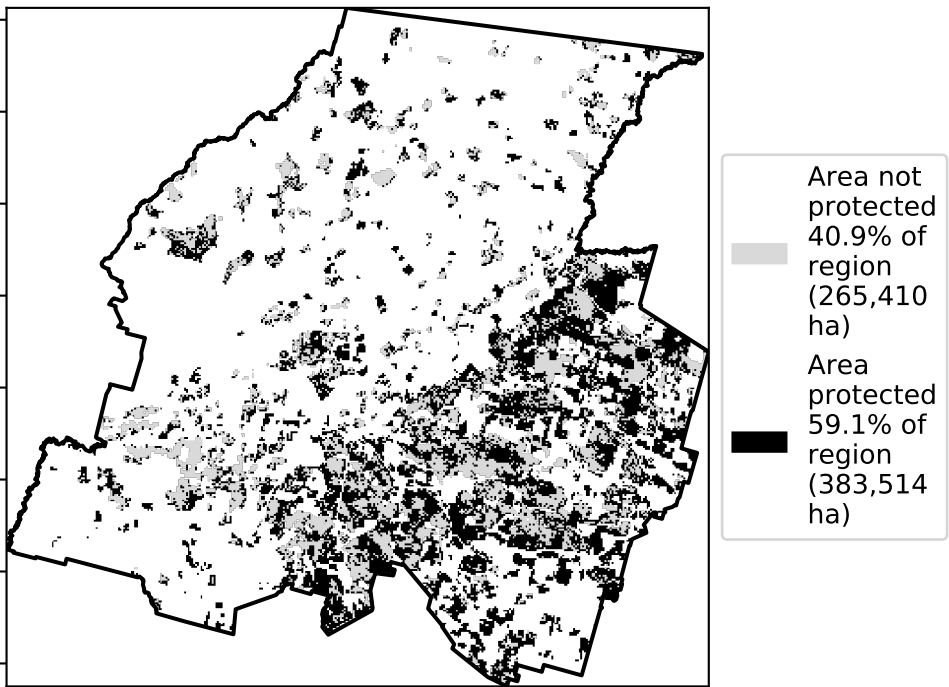 Area not
protected
40.9% of
region
(265,410
ha)
Area
protected
59.1% of
region
(383,514
ha)